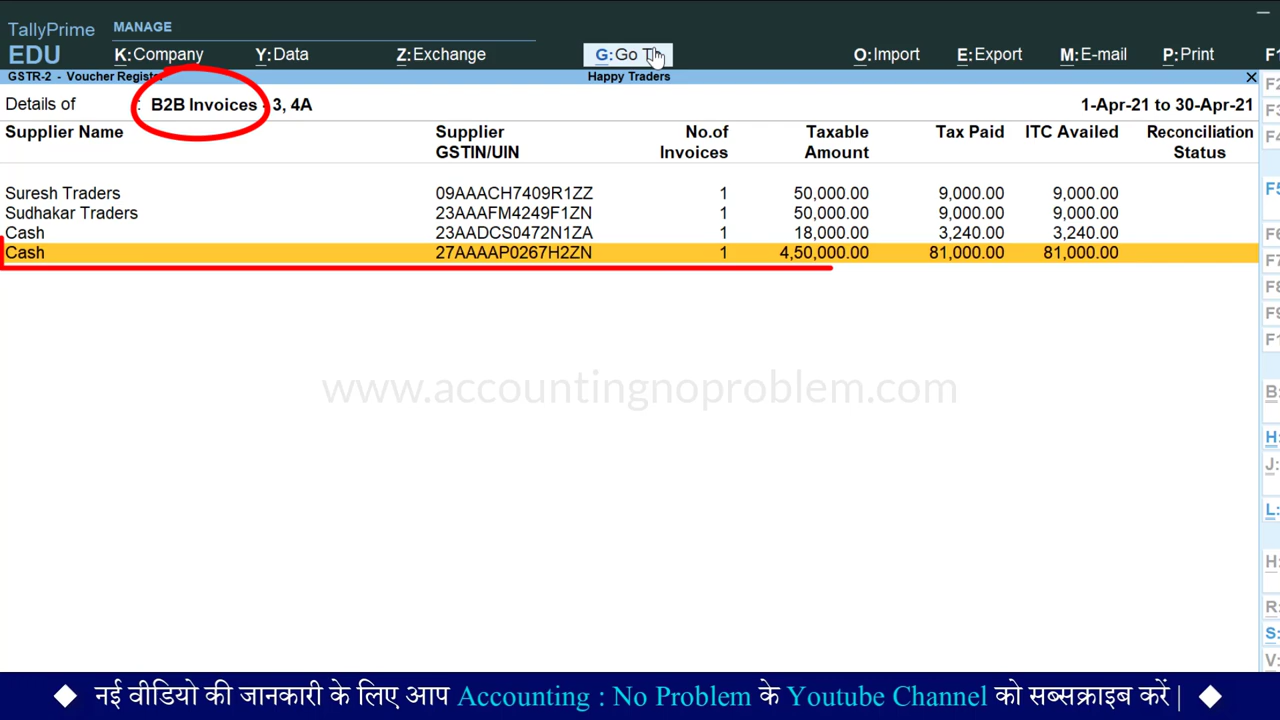 TallyPrime MANAGE
EDU K:Company Y:Data Z:Exchange G:Go O:Import E:Export M:E-mail P:Print
GSTR-2 - Voucher Register Happy Traders
Details of : B2B Invoices - 3, 4A 1-Apr-21 to 30-Apr-21
Supplier Name Supplier No.of Taxable Tax Paid ITC Availed Reconciliation
GSTIN/UIN Invoices Amount Status
Suresh Traders 09AAACH7409R1ZZ 1 50,000.00 9,000.00 9,000.00
Sudhakar Traders 23AAAFM4249F1ZN 1 50,000.00 9,000.00 9,000.00
Cash 23AADCS0472N1ZA 1 18,000.00 3,240.00 3,240.00
Cash 27AAAAP0267H2ZN 1 4,50,000.00 81,000.00 81,000.00
www.accountingnoproblem.com
B:
H:
J:
L:
H:
R:
S:
V:
नई वीडियो की जानकारी के लिए आप Accounting : No Problem के Youtube Channel को सब्सक्राइब करें |